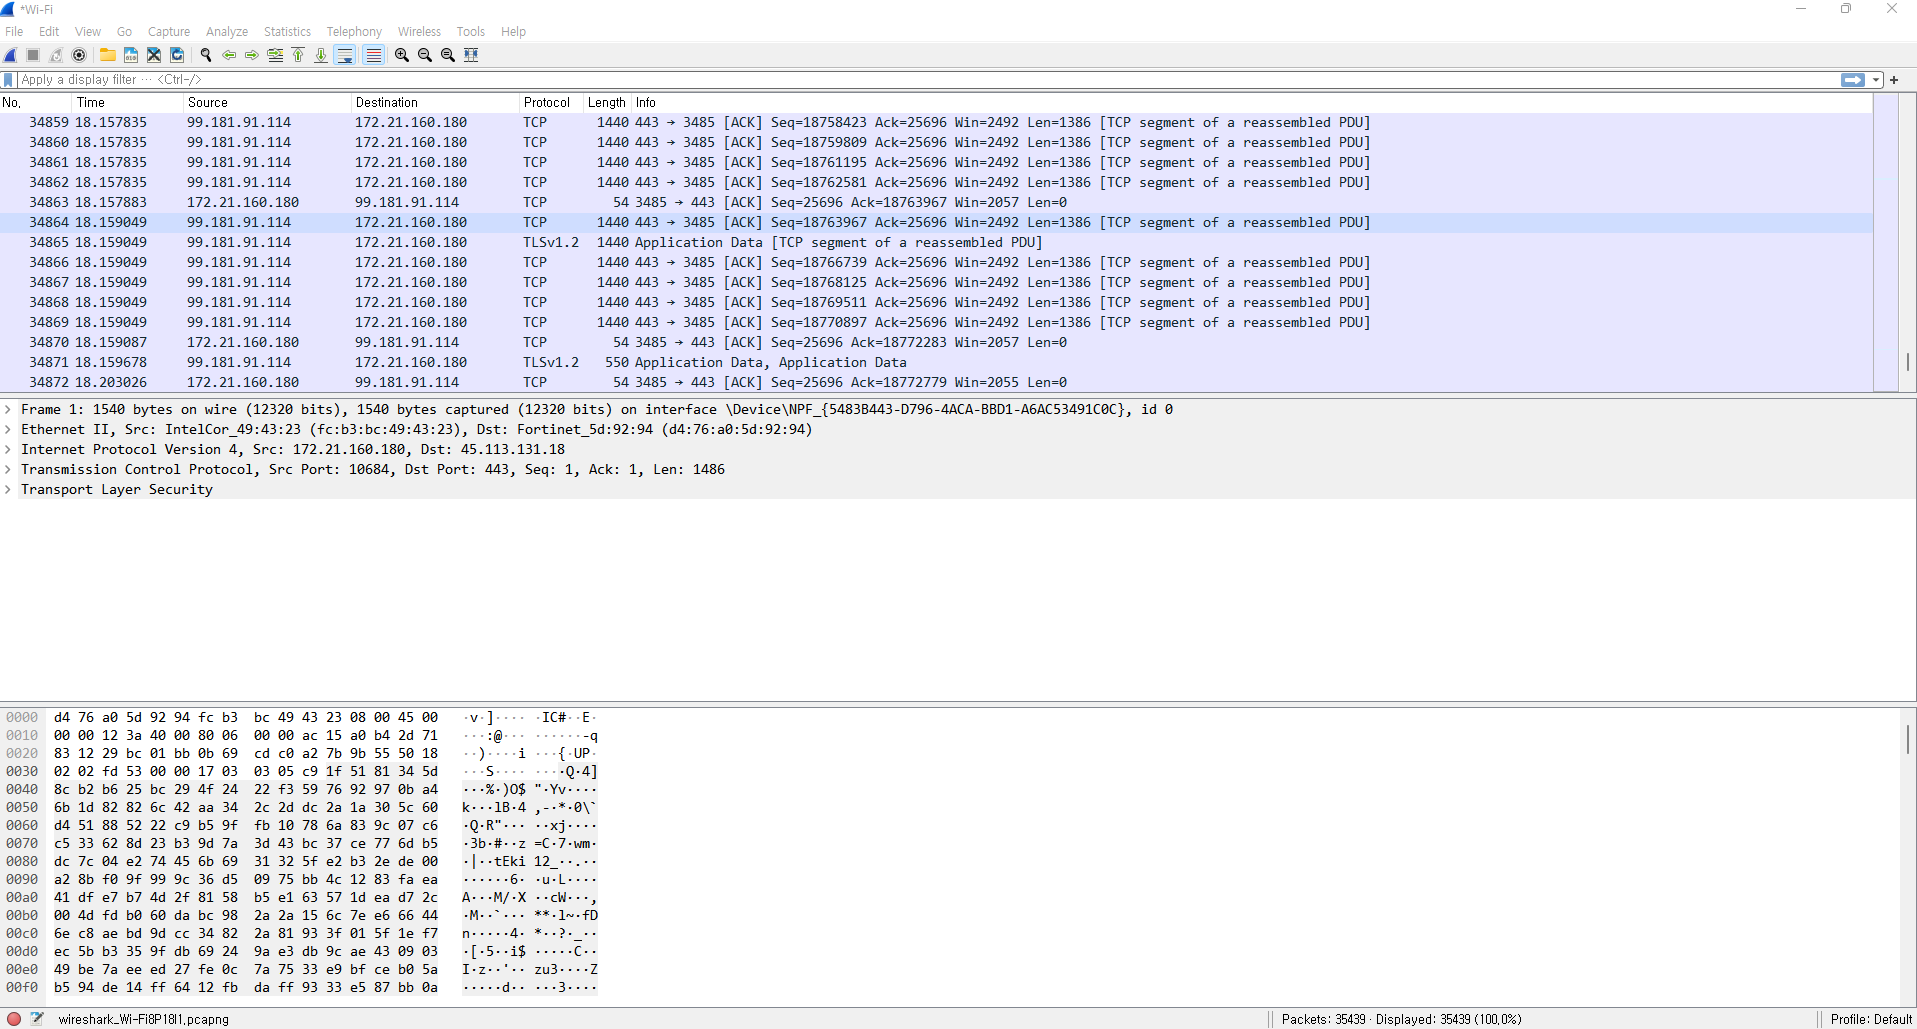 *Wi-Fi
File Edit View Go Capture Analyze Statistics Telephony Wireless Tools Help
Apply a display filter ··· <Ctrl-/>
No. Time Source Destination Protocol Length Info
34859 18.157835 99.181.91.114 172.21.160.180 TCP 1440 443 → 3485 [ACK] Seq=18758423 Ack=25696 Win=2492 Len=1386 [TCP segment of a reassembled PDU]
34860 18.157835 99.181.91.114 172.21.160.180 TCP 1440 443 → 3485 [ACK] Seq=18759809 Ack=25696 Win=2492 Len=1386 [TCP segment of a reassembled PDU]
34861 18.157835 99.181.91.114 172.21.160.180 TCP 1440 443 → 3485 [ACK] Seq=18761195 Ack=25696 Win=2492 Len=1386 [TCP segment of a reassembled PDU]
34862 18.157835 99.181.91.114 172.21.160.180 TCP 1440 443 → 3485 [ACK] Seq=18762581 Ack=25696 Win=2492 Len=1386 [TCP segment of a reassembled PDU]
34863 18.157883 172.21.160.180 99.181.91.114 TCP 54 3485 → 443 [ACK] Seq=25696 Ack=18763967 Win=2057 Len=0
34864 18.159049 99.181.91.114 172.21.160.180 TCP 1440 443 → 3485 [ACK] Seq=18763967 Ack=25696 Win=2492 Len=1386 [TCP segment of a reassembled PDU]
34865 18.159049 99.181.91.114 172.21.160.180 TLSv1.2 1440 Application Data [TCP segment of a reassembled PDU]
34866 18.159049 99.181.91.114 172.21.160.180 TCP 1440 443 → 3485 [ACK] Seq=18766739 Ack=25696 Win=2492 Len=1386 [TCP segment of a reassembled PDU]
34867 18.159049 99.181.91.114 172.21.160.180 TCP 1440 443 → 3485 [ACK] Seq=18768125 Ack=25696 Win=2492 Len=1386 [TCP segment of a reassembled PDU]
34868 18.159049 99.181.91.114 172.21.160.180 TCP 1440 443 → 3485 [ACK] Seq=18769511 Ack=25696 Win=2492 Len=1386 [TCP segment of a reassembled PDU]
34869 18.159049 99.181.91.114 172.21.160.180 TCP 1440 443 → 3485 [ACK] Seq=18770897 Ack=25696 Win=2492 Len=1386 [TCP segment of a reassembled PDU]
34870 18.159087 172.21.160.180 99.181.91.114 TCP 54 3485 → 443 [ACK] Seq=25696 Ack=18772283 Win=2057 Len=0
34871 18.159678 99.181.91.114 172.21.160.180 TLSv1.2 550 Application Data, Application Data
34872 18.203026 172.21.160.180 99.181.91.114 TCP 54 3485 → 443 [ACK] Seq=25696 Ack=18772779 Win=2055 Len=0
> Frame 1: 1540 bytes on wire (12320 bits), 1540 bytes captured (12320 bits) on interface \Device\NPF_{5483B443-D796-4ACA-BBD1-A6AC53491C0C}, id 0
> Ethernet II, Src: IntelCor_49:43:23 (fc:b3:bc:49:43:23), Dst: Fortinet_5d:92:94 (d4:76:a0:5d:92:94)
> Internet Protocol Version 4, Src: 172.21.160.180, Dst: 45.113.131.18
> Transmission Control Protocol, Src Port: 10684, Dst Port: 443, Seq: 1, Ack: 1, Len: 1486
> Transport Layer Security
0000 d4 76 a0 5d 92 94 fc b3 bc 49 43 23 08 00 45 00 ·v·]···· ·IC#··E·
0010 00 00 12 3a 40 00 80 06 00 00 ac 15 a0 b4 2d 71 ···:@··· ······-q
0020 83 12 29 bc 01 bb 0b 69 cd c0 a2 7b 9b 55 50 18 ··)····i ···{·UP·
0030 02 02 fd 53 00 00 17 03 03 05 c9 1f 51 81 34 5d ···S···· ····Q·4]
0040 8c b2 b6 25 bc 29 4f 24 22 f3 59 76 92 97 0b a4 ···%·)O$ "·Yv····
0050 6b 1d 82 82 6c 42 aa 34 2c 2d dc 2a 1a 30 5c 60 k···lB·4 ,-·*·0\`
0060 d4 51 88 52 22 c9 b5 9f fb 10 78 6a 83 9c 07 c6 ·Q·R"··· ··xj····
0070 c5 33 62 8d 23 b3 9d 7a 3d 43 bc 37 ce 77 6d b5 ·3b·#··z =C·7·wm·
0080 dc 7c 04 e2 74 45 6b 69 31 32 5f e2 b3 2e de 00 ·|··tEki 12_··.··
0090 a2 8b f0 9f 99 9c 36 d5 09 75 bb 4c 12 83 fa ea ······6· ·u·L····
00a0 41 df e7 b7 4d 2f 81 58 b5 e1 63 57 1d ea d7 2c A···M/·X ··cW···,
00b0 00 4d fd b0 60 da bc 98 2a 2a 15 6c 7e e6 66 44 ·M··`··· **·l~·fD
00c0 6e c8 ae bd 9d cc 34 82 2a 81 93 3f 01 5f 1e f7 n·····4· *··?·_··
00d0 ec 5b b3 35 9f db 69 24 9a e3 db 9c ae 43 09 03 ·[·5··i$ ·····C··
00e0 49 be 7a ee ed 27 fe 0c 7a 75 33 e9 bf ce b0 5a I·z··'·· zu3····Z
00f0 b5 94 de 14 ff 64 12 fb da ff 93 33 e5 87 bb 0a ·····d·· ···3····
wireshark_Wi-Fi8P18I1.pcapng Packets: 35439 · Displayed: 35439 (100.0%) Profile: Default